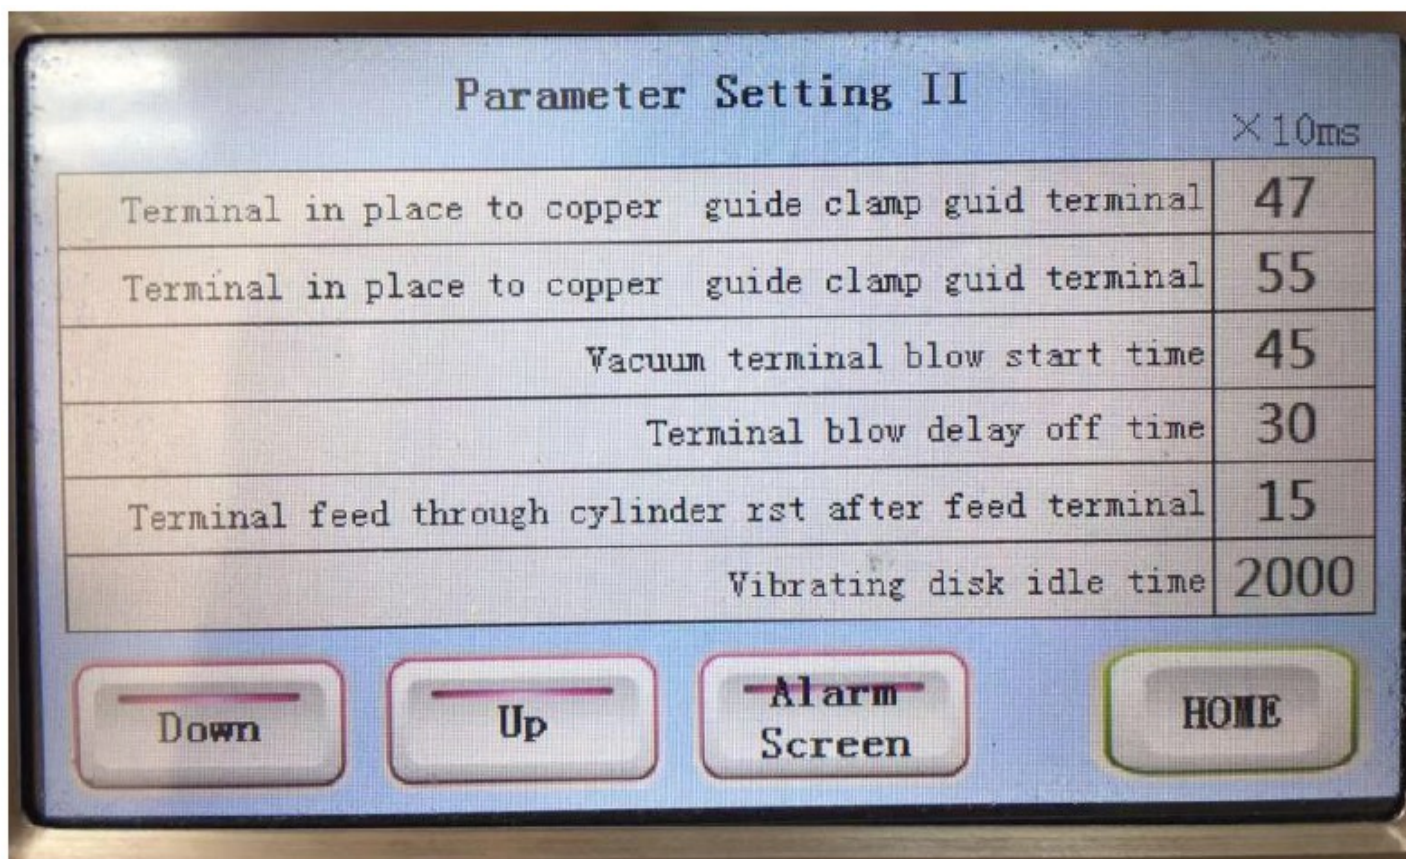 Parameter Setting II
×10ms
Terminal in place to copper guide clamp guid terminal 47
Terminal in place to copper guide clamp guid terminal 55
Vacuum terminal blow start time 45
Terminal blow delay off time 30
Terminal feed through cylinder rst after feed terminal 15
Vibrating disk idle time 2000
Down
Up
Alarm
Screen
HOME